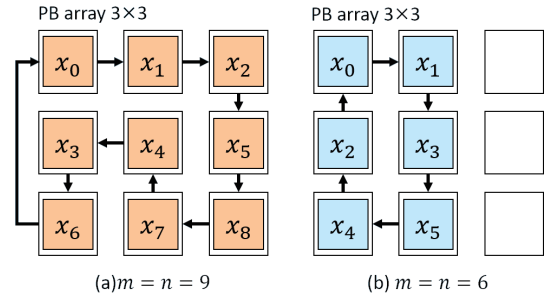 PB array 3×3
PB array 3×3
x₀ x₁ x₂
x₀ x₁
x₃ x₄ x₅
x₂ x₃
x₆ x₇ x₈
x₄ x₅
(a)m = n = 9
(b) m = n = 6